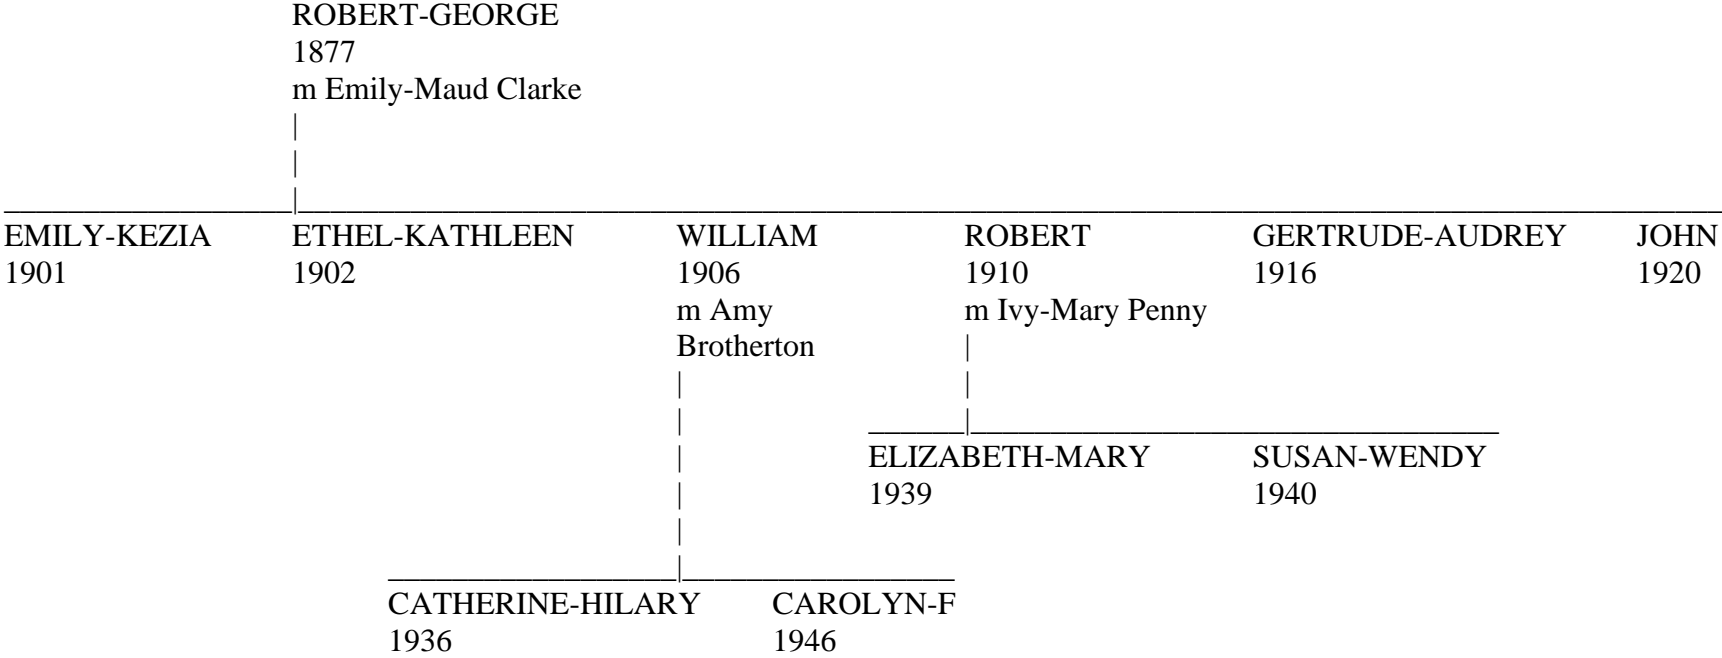 ROBERT-GEORGE
1877
m Emily-Maud Clarke
EMILY-KEZIA ETHEL-KATHLEEN WILLIAM ROBERT GERTRUDE-AUDREY JOHN
1901 1902 1906 1910 1916 1920
m Amy m Ivy-Mary Penny
Brotherton
ELIZABETH-MARY SUSAN-WENDY
1939 1940
CATHERINE-HILARY CAROLYN-F
1936 1946